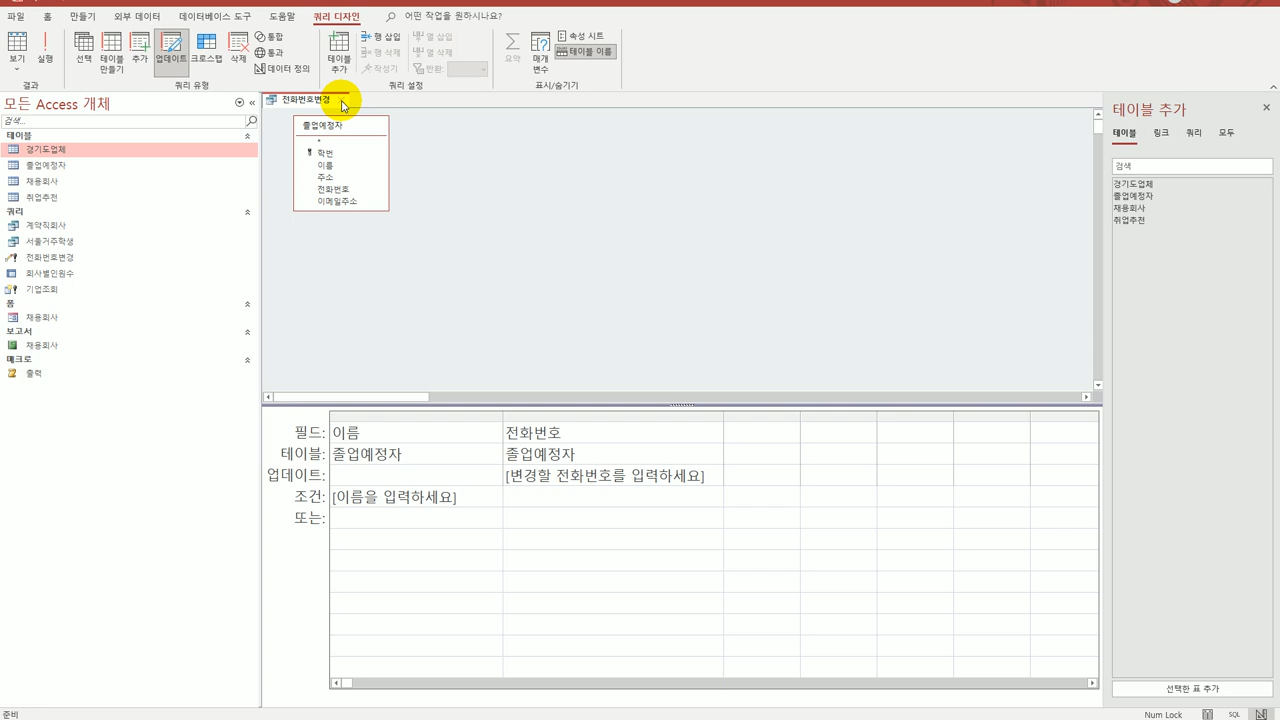 파일 홈 만들기 외부 데이터 데이터베이스 도구 도움말 쿼리 디자인 어떤 작업을 원하시나요?
보기 실행 선택 테이블 만들기 추가 업데이트 크로스탭 삭제 통합 통과 데이터 정의 테이블 추가 행 삽입 행 삭제 작성기 열 삽입 열 삭제 반환: 요약 매개 변수 속성 시트 테이블 이름
결과 쿼리 유형 쿼리 설정 표시/숨기기
모든 Access 개체
검색...
테이블
경기도업체
졸업예정자
채용회사
취업추천
쿼리
계약직회사
서울거주학생
전화번호변경
회사별인원수
기업조회
폼
채용회사
보고서
채용회사
매크로
출력
전화번호변경
졸업예정자
*
학번
이름
주소
전화번호
이메일주소
필드: 이름 전화번호
테이블: 졸업예정자 졸업예정자
업데이트: [변경할 전화번호를 입력하세요]
조건: [이름을 입력하세요]
또는:
테이블 추가
테이블 링크 쿼리 모두
검색
경기도업체
졸업예정자
채용회사
취업추천
선택한 표 추가
준비 Num Lock SQL